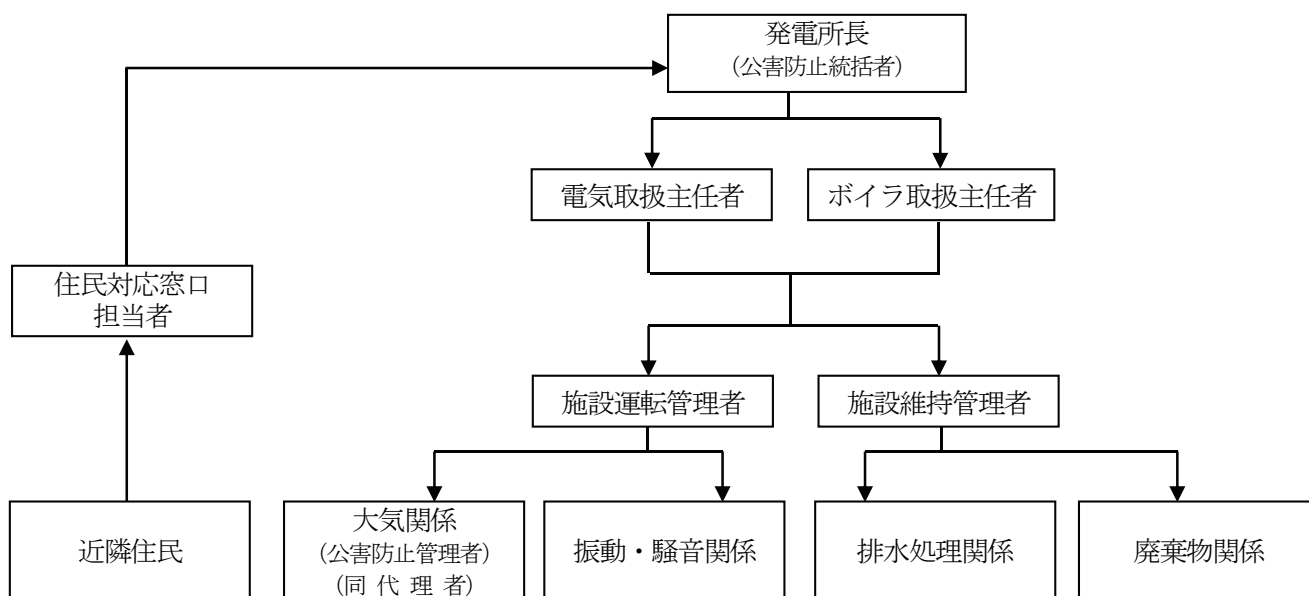 発電所長
(公害防止統括者)
電気取扱主任者
ボイラ取扱主任者
住民対応窓口
担当者
施設運転管理者
施設維持管理者
近隣住民
大気関係
(公害防止管理者)
(同 代 理 者)
振動・騒音関係
排水処理関係
廃棄物関係